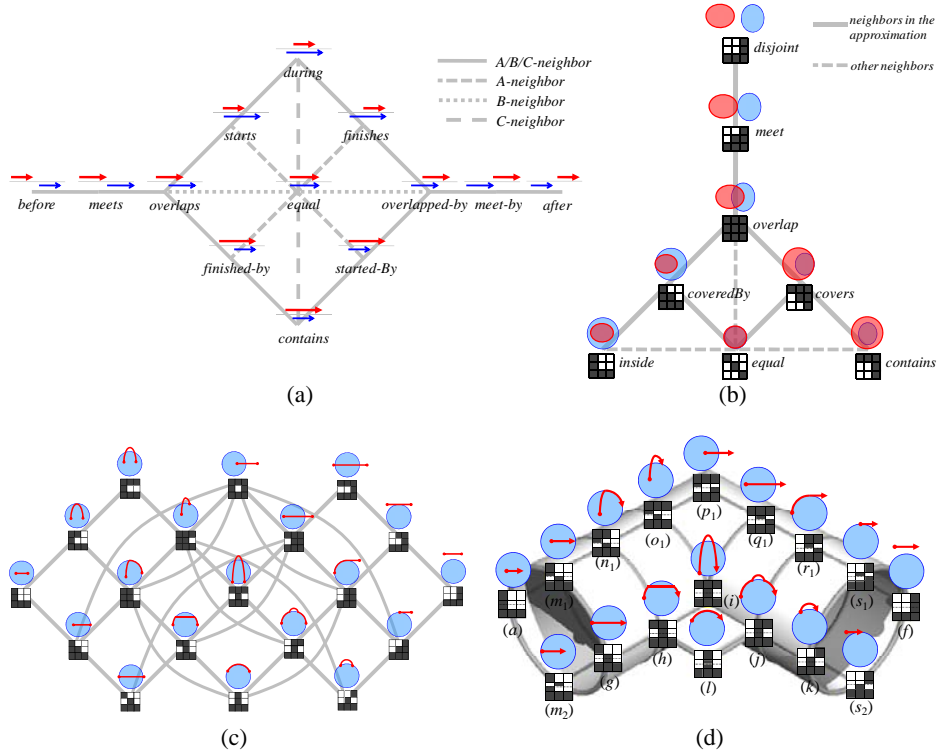 during
A/B/C-neighbor
A-neighbor
B-neighbor
C-neighbor
starts
finishes
before
meets
overlaps
equal
overlapped-by
meet-by
after
finished-by
started-By
contains
(a)
neighbors in the
approximation
other neighbors
disjoint
meet
overlap
coveredBy
covers
inside
equal
contains
(b)
(c)
(p1)
(o1)
(q1)
(n1)
(r1)
(m1)
(s1)
(a)
(i)
(f)
(h)
(j)
(g)
(l)
(k)
(m2)
(s2)
(d)